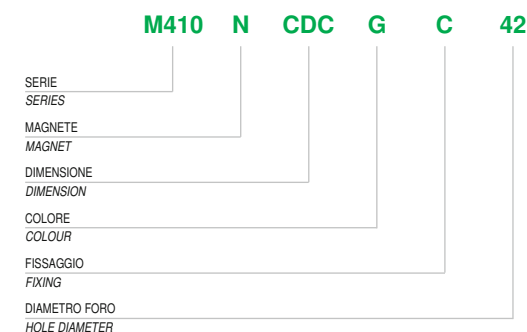 M410 N CDC G C 42
SERIE
SERIES
MAGNETE
MAGNET
DIMENSIONE
DIMENSION
COLORE
COLOUR
FISSAGGIO
FIXING
DIAMETRO FORO
HOLE DIAMETER